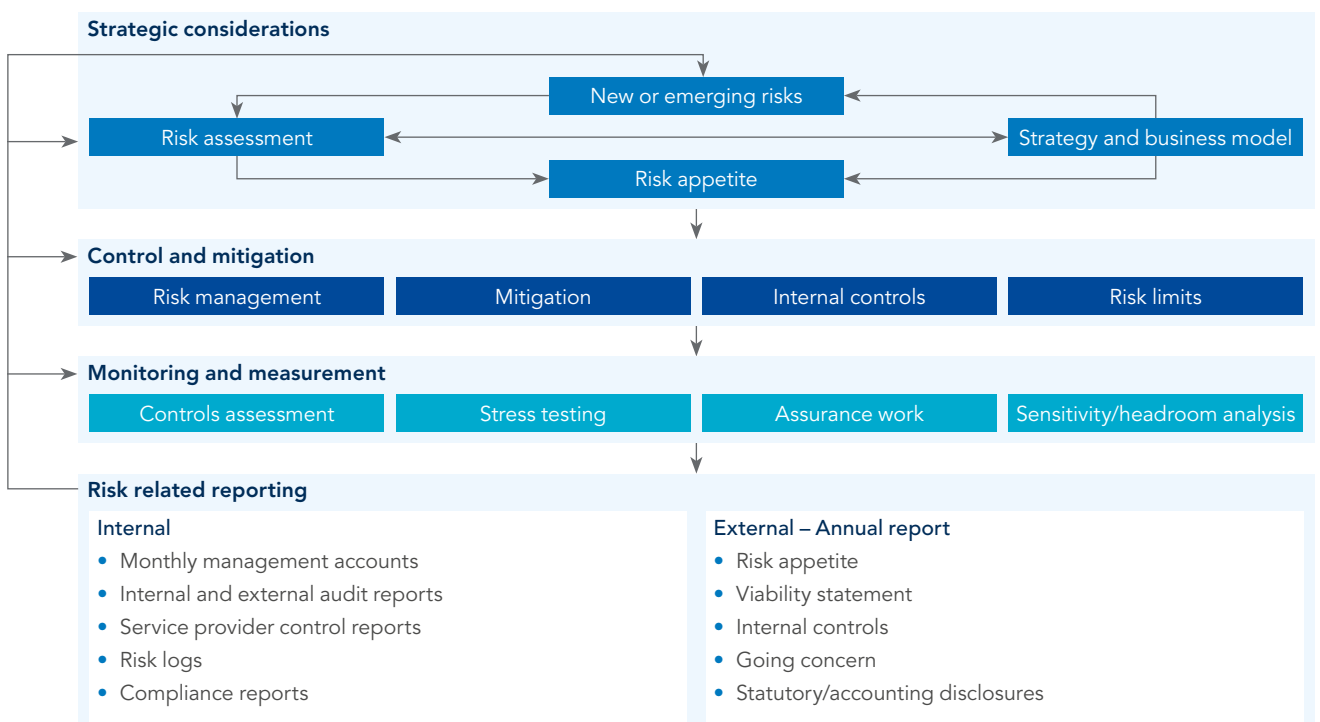 Strategic considerations
New or emerging risks
Risk assessment
Strategy and business model
Risk appetite
Control and mitigation
Risk management
Mitigation
Internal controls
Risk limits
Monitoring and measurement
Controls assessment
Stress testing
Assurance work
Sensitivity/headroom analysis
Risk related reporting
Internal
• Monthly management accounts
• Internal and external audit reports
• Service provider control reports
• Risk logs
• Compliance reports
External – Annual report
• Risk appetite
• Viability statement
• Internal controls
• Going concern
• Statutory/accounting disclosures